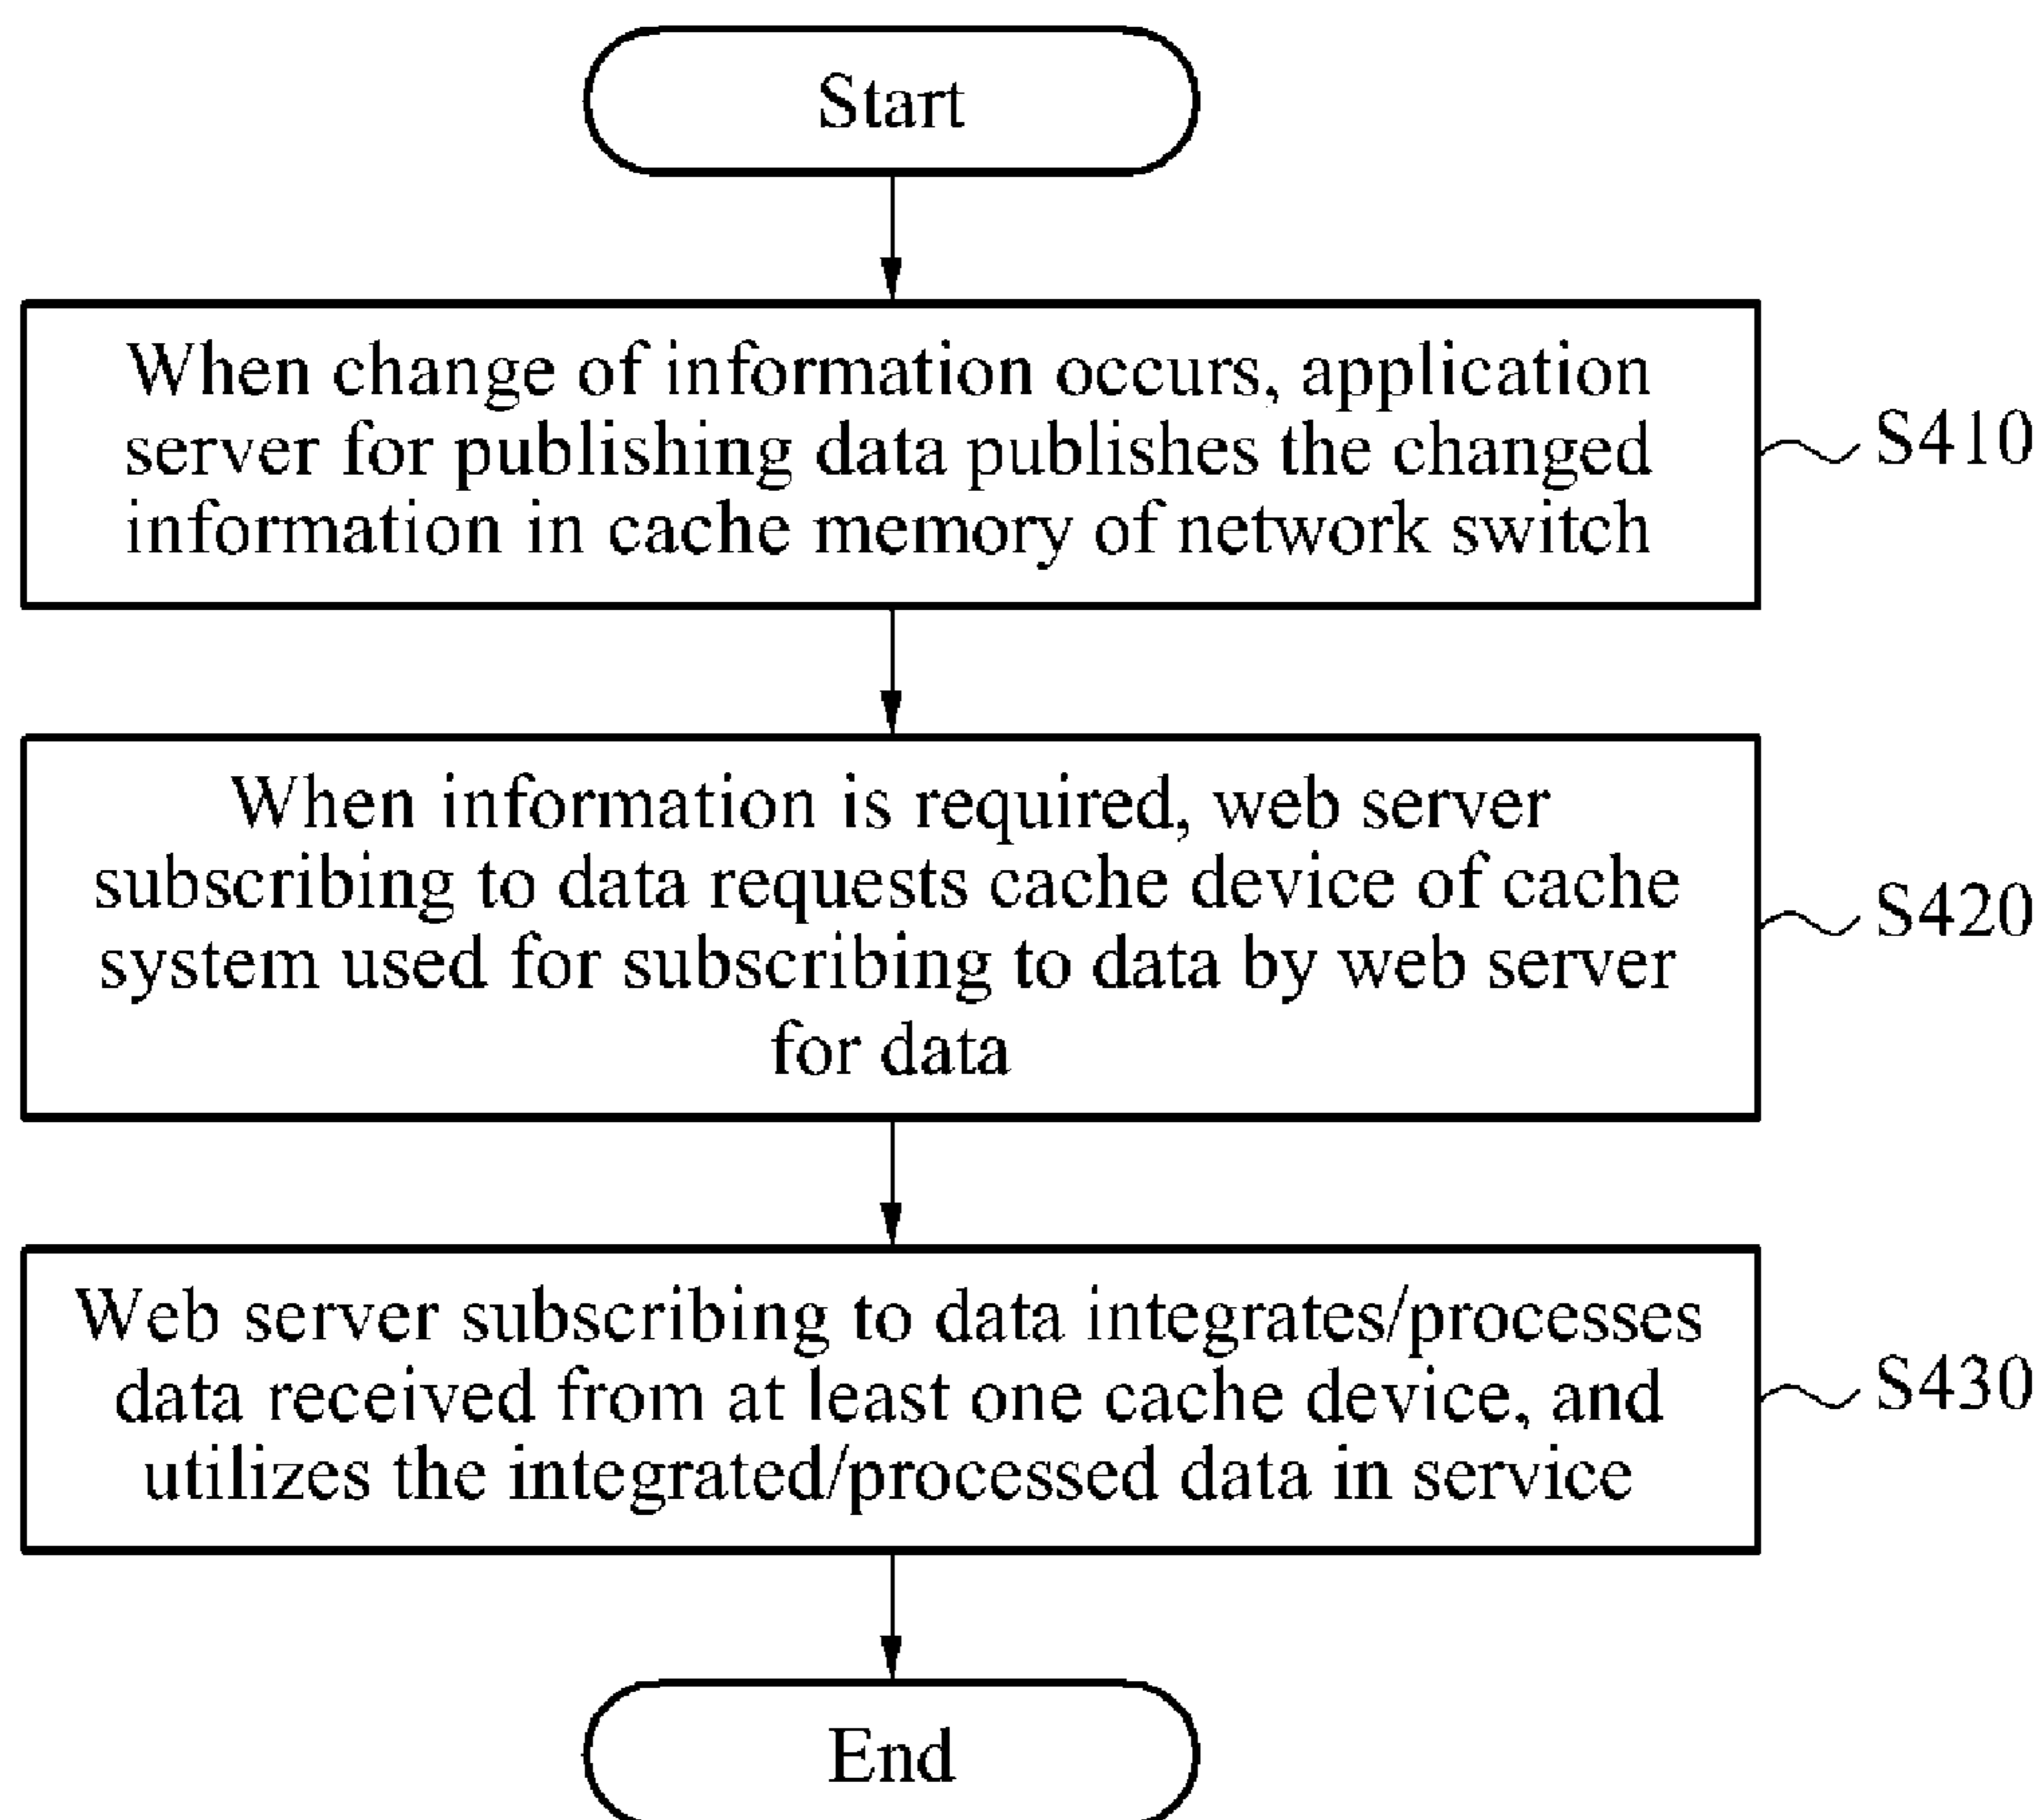 Start
When change of information occurs, application
server for publishing data publishes the changed
information in cache memory of network switch
S410
When information is required, web server
subscribing to data requests cache device of cache
system used for subscribing to data by web server
for data
S420
Web server subscribing to data integrates/processes
data received from at least one cache device, and
utilizes the integrated/processed data in service
S430
End